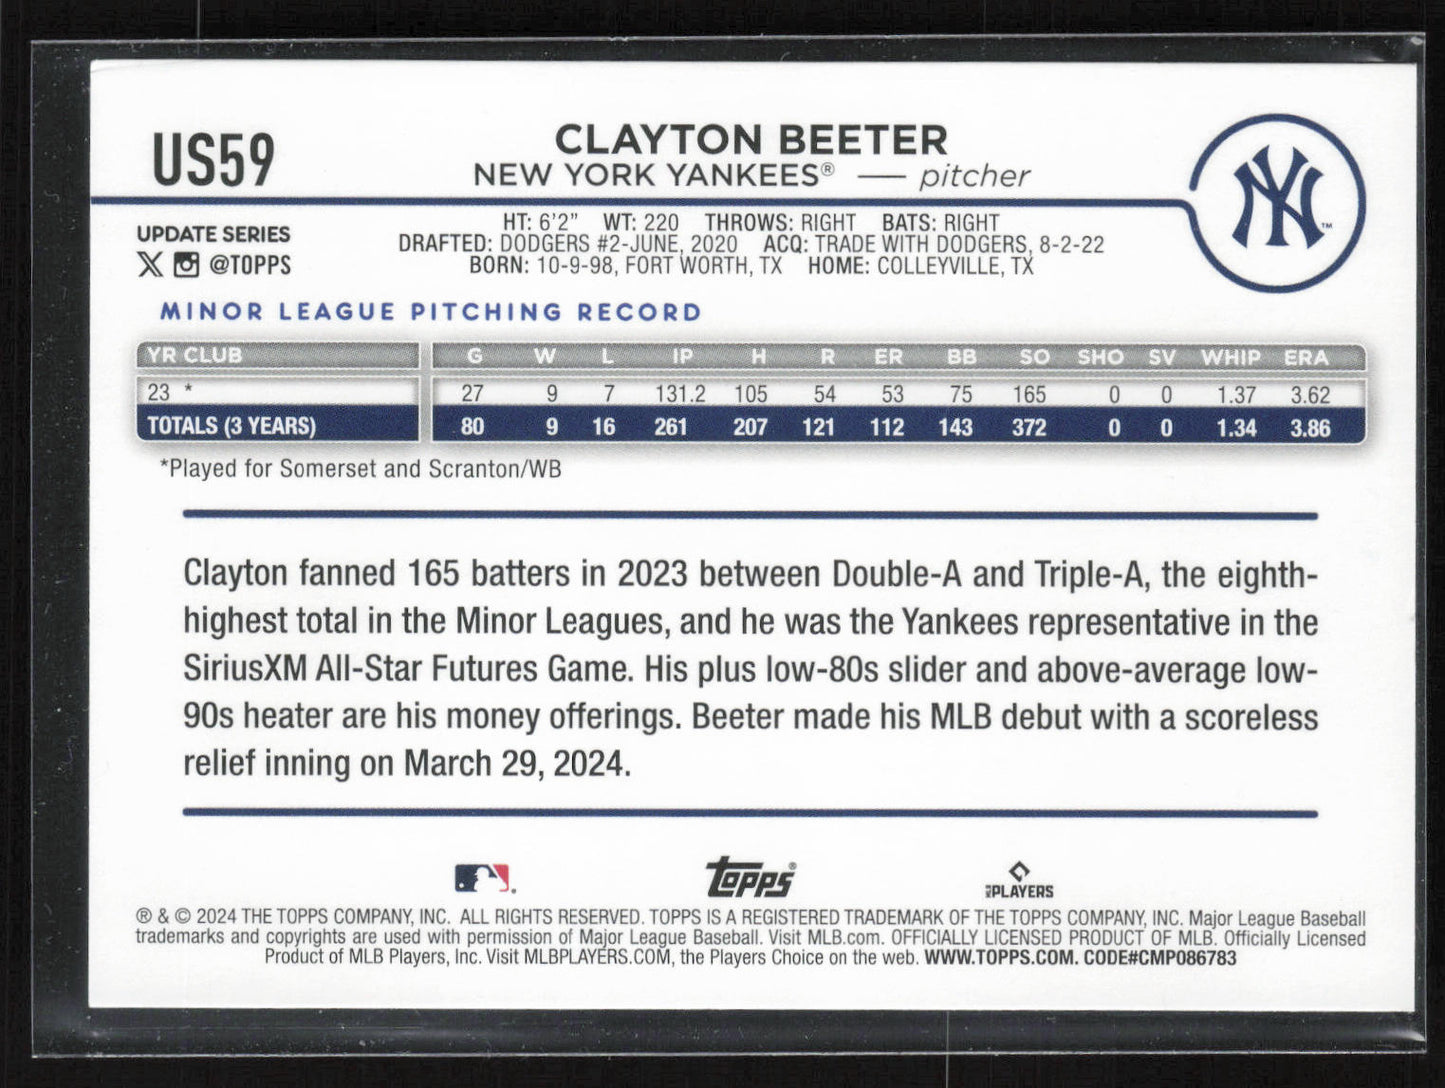 US59
CLAYTON BEETER
NEW YORK YANKEES® — pitcher
NY™
UPDATE SERIES
@TOPPS
HT: 6'2" WT: 220 THROWS: RIGHT BATS: RIGHT
DRAFTED: DODGERS #2-JUNE, 2020 ACQ: TRADE WITH DODGERS, 8-2-22
BORN: 10-9-98, FORT WORTH, TX HOME: COLLEYVILLE, TX
MINOR LEAGUE PITCHING RECORD
YR CLUB G W L IP H R ER BB SO SHO SV WHIP ERA
23 * 27 9 7 131.2 105 54 53 75 165 0 0 1.37 3.62
TOTALS (3 YEARS) 80 9 16 261 207 121 112 143 372 0 0 1.34 3.86
*Played for Somerset and Scranton/WB
Clayton fanned 165 batters in 2023 between Double-A and Triple-A, the eighth-
highest total in the Minor Leagues, and he was the Yankees representative in the
SiriusXM All-Star Futures Game. His plus low-80s slider and above-average low-
90s heater are his money offerings. Beeter made his MLB debut with a scoreless
relief inning on March 29, 2024.
Topps® PLAYERS
® & © 2024 THE TOPPS COMPANY, INC. ALL RIGHTS RESERVED. TOPPS IS A REGISTERED TRADEMARK OF THE TOPPS COMPANY, INC. Major League Baseball
trademarks and copyrights are used with permission of Major League Baseball. Visit MLB.com. OFFICIALLY LICENSED PRODUCT OF MLB. Officially Licensed
Product of MLB Players, Inc. Visit MLBPLAYERS.COM, the Players Choice on the web. WWW.TOPPS.COM. CODE#CMP086783